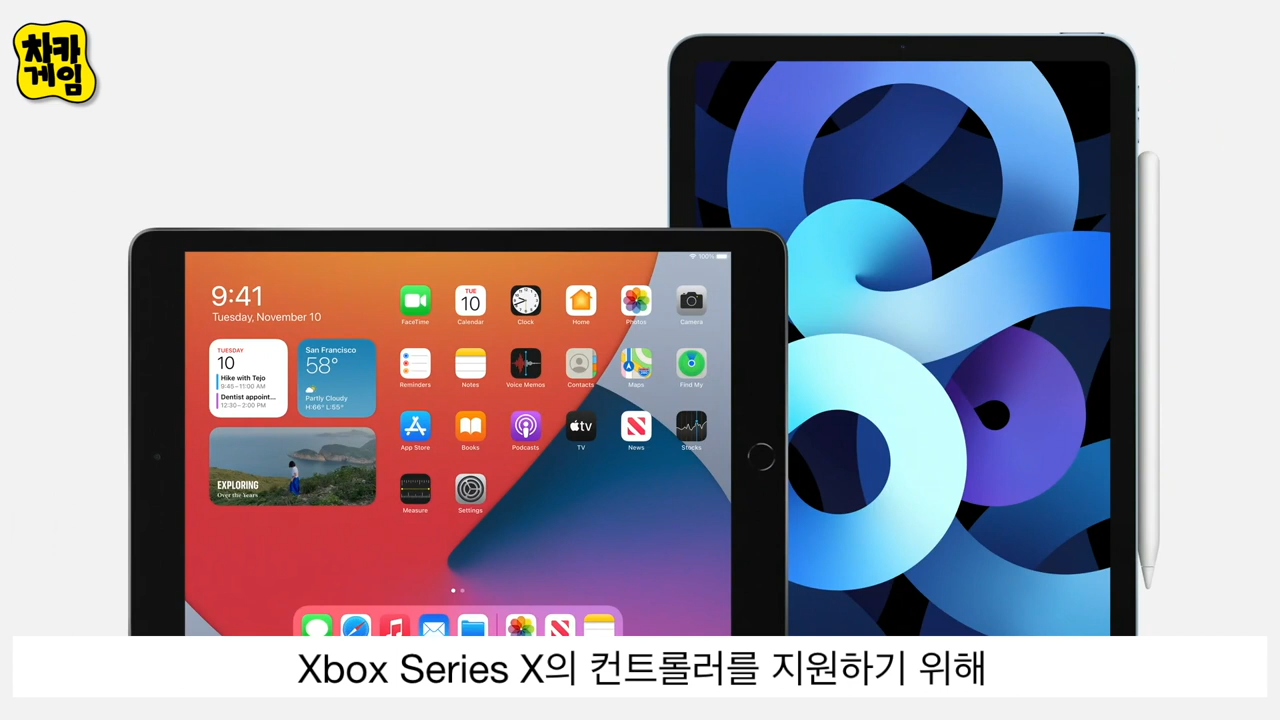 차카
게임
9:41
Tuesday, November 10
100%
TUESDAY
10
Hike with Tejo
9:45–11:00 AM
Dentist appoint...
12:30–2:00 PM
San Francisco
58°
Partly Cloudy
H:66° L:55°
EXPLORING
Over the Years
TUE
10
FaceTime
Calendar
Clock
Home
Photos
Camera
Reminders
Notes
Voice Memos
Contacts
Maps
Find My
tv
App Store
Books
Podcasts
TV
News
Stocks
Measure
Settings
Xbox Series X의 컨트롤러를 지원하기 위해